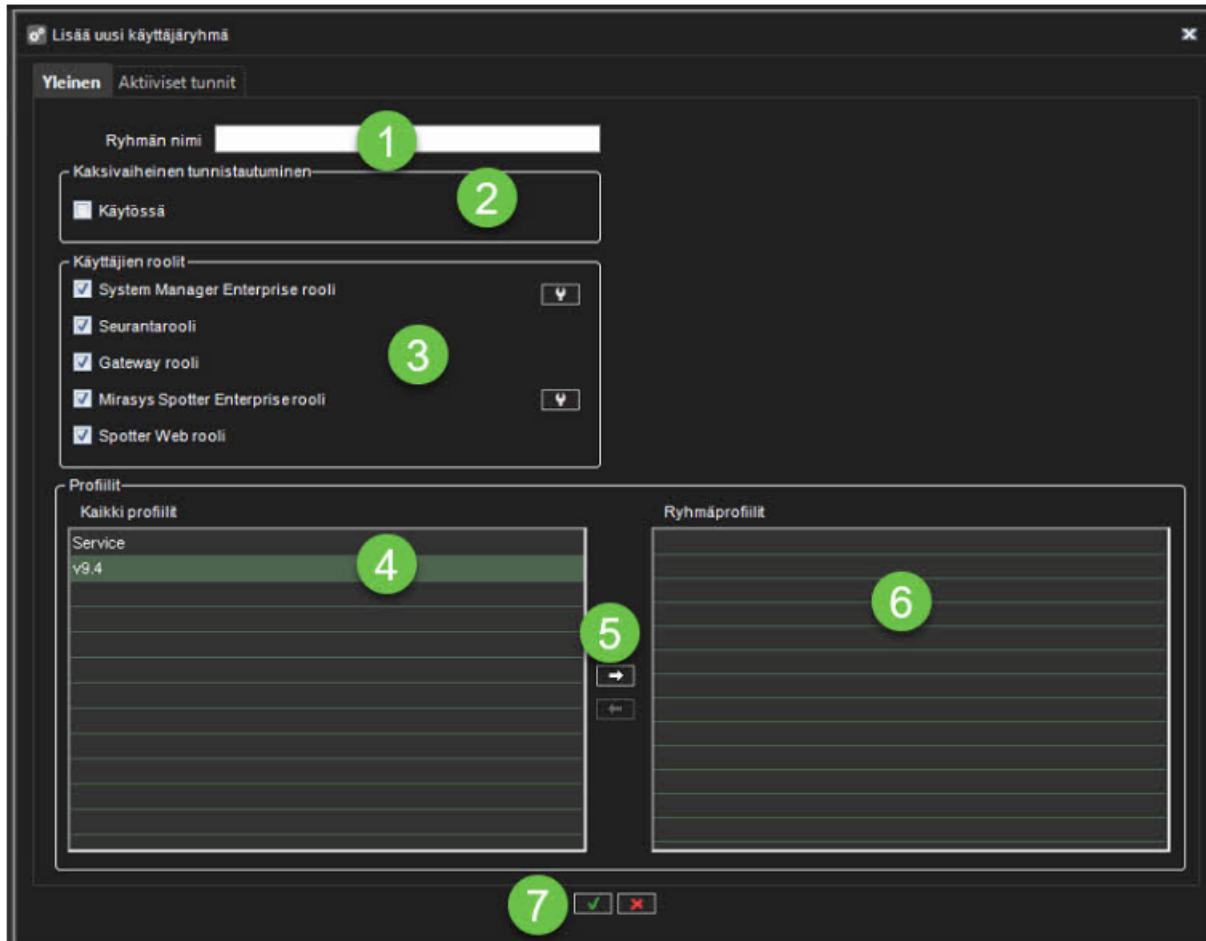 Lisää uusi käyttäjäryhmä
Yleinen Aktiiviset tunnit
Ryhmän nimi 1
Kaksivaiheinen tunnistautuminen 2
Käytössä
Käyttäjien roolit
System Manager Enterprise rooli
Seurantarooli
3
Gateway rooli
Mirasys Spotter Enterprise rooli
Spotter Web rooli
Profiilit
Kaikki profiilit
Service
v9.4
4
5
Ryhmäprofiilit
6
7